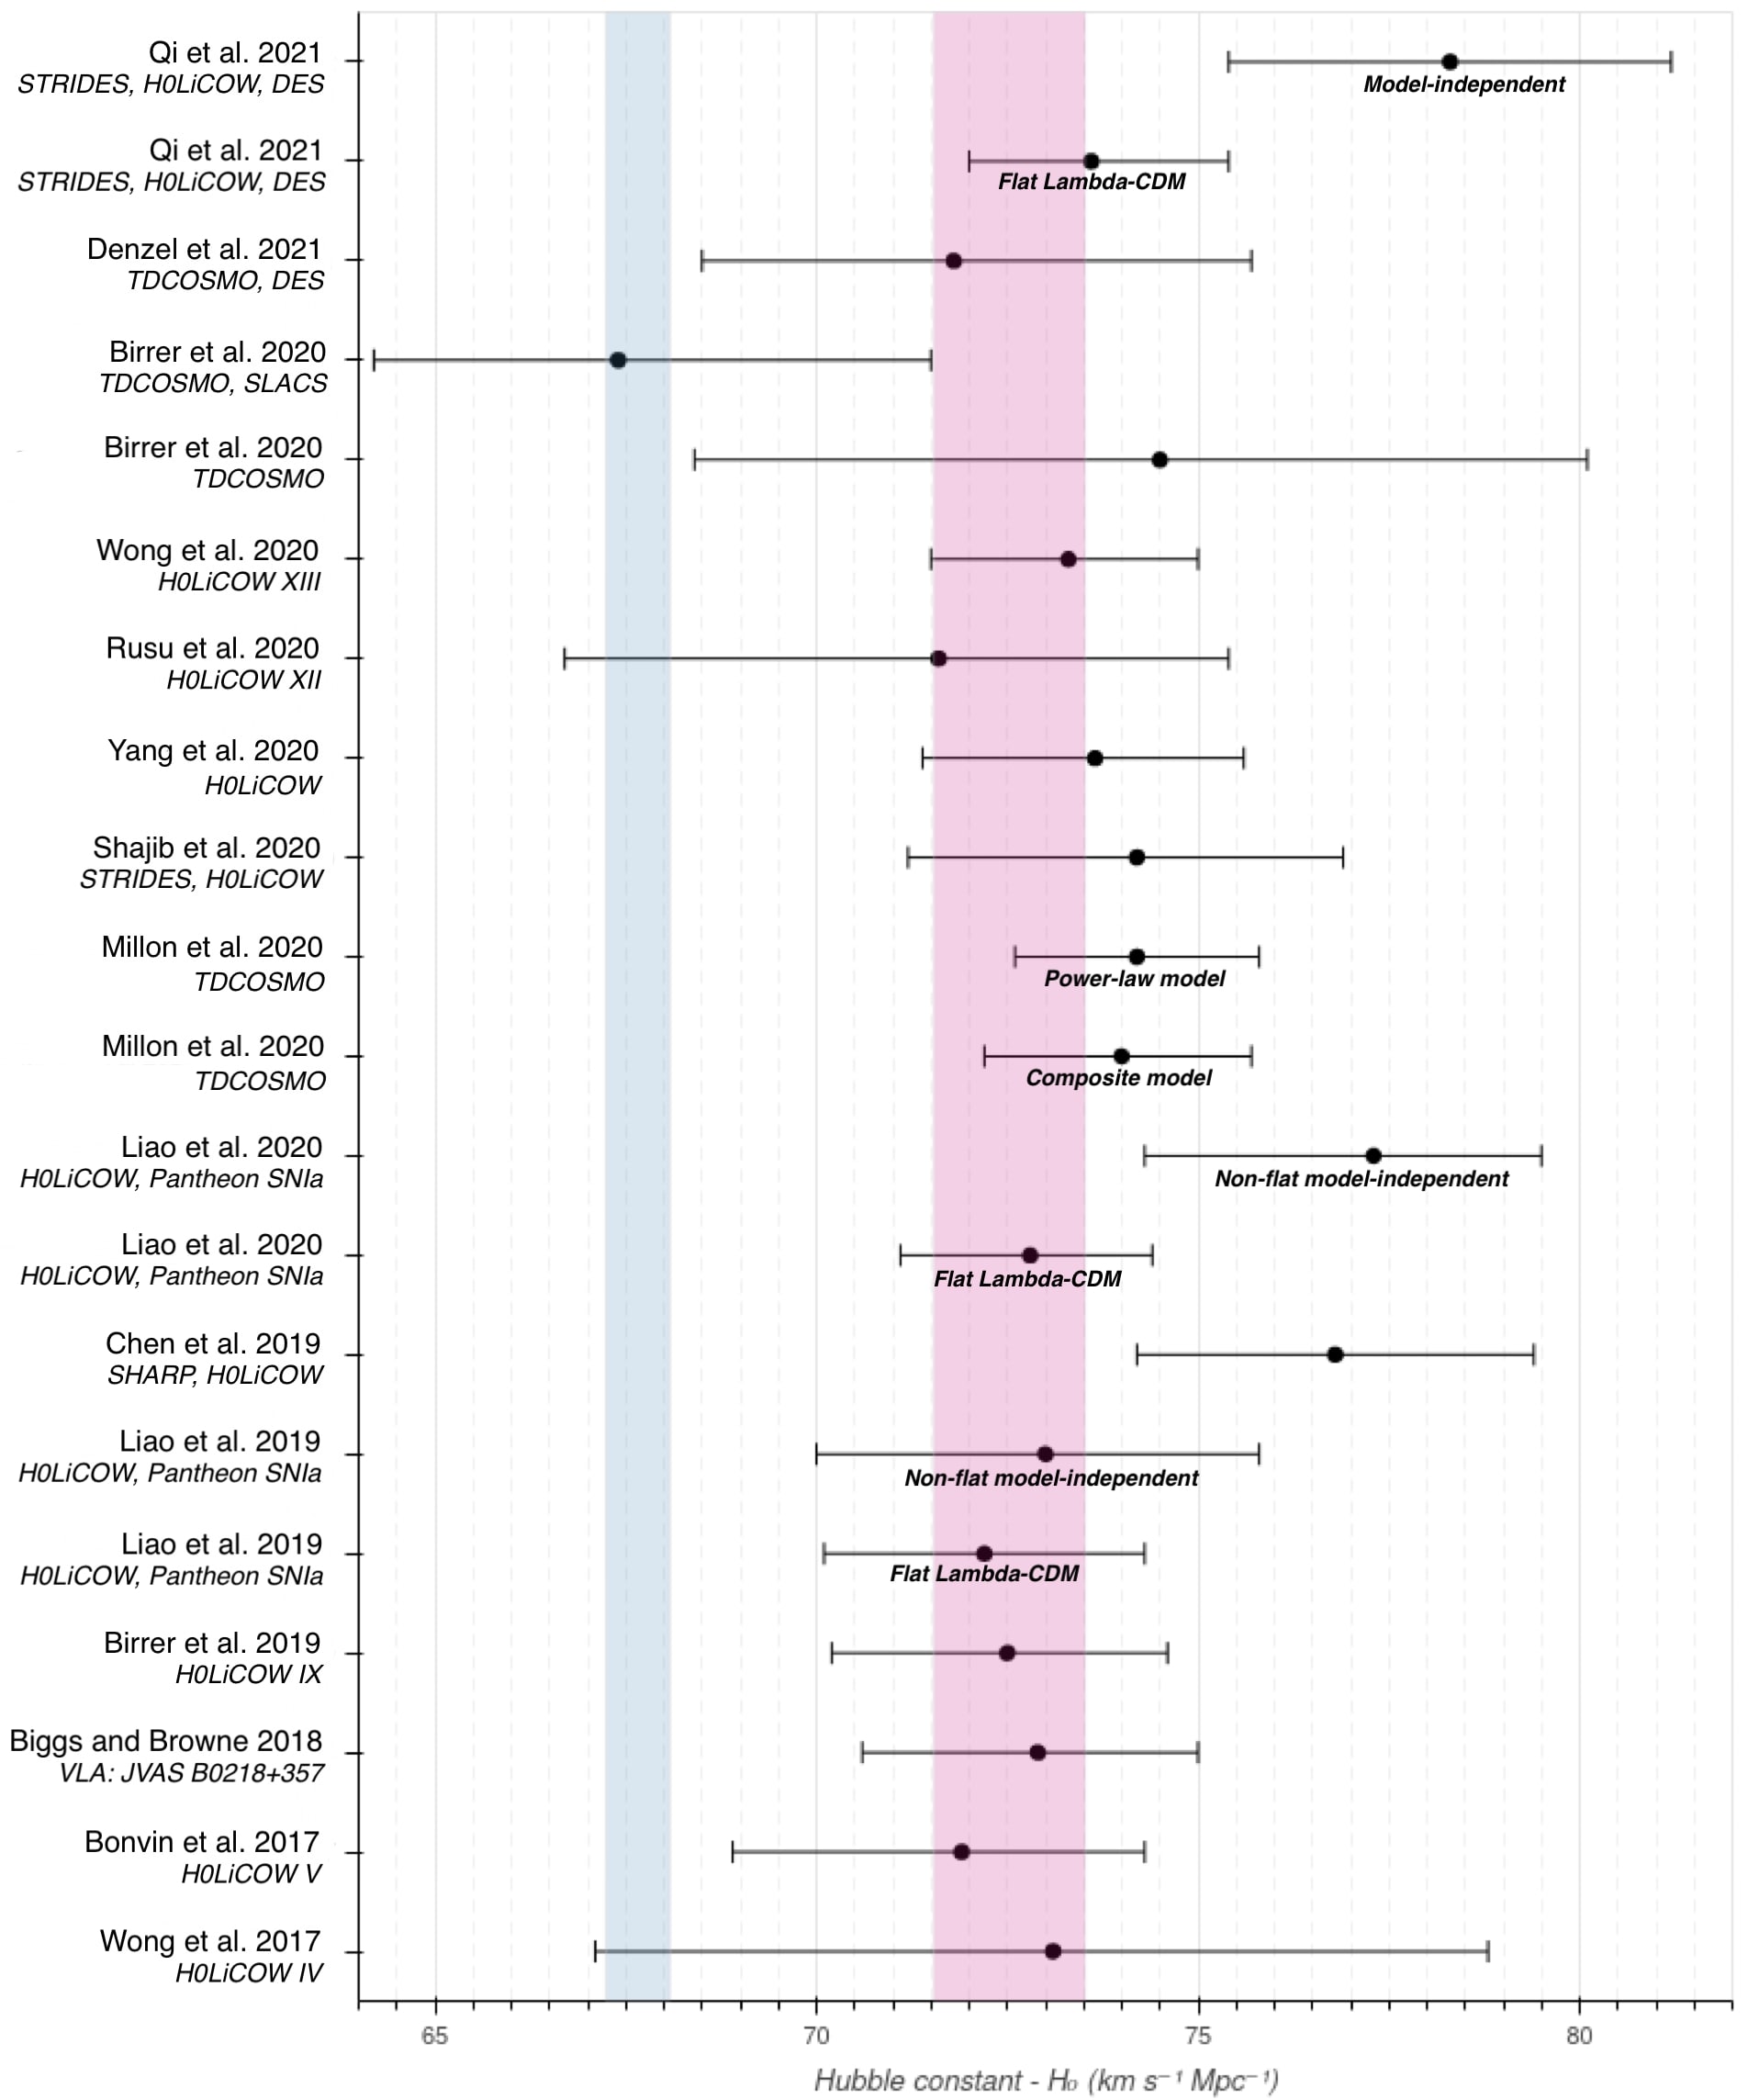 Qi et al. 2021
STRIDES, H0LiCOW, DES
Model-independent
Qi et al. 2021
STRIDES, H0LiCOW, DES
Flat Lambda-CDM
Denzel et al. 2021
TDCOSMO, DES
Birrer et al. 2020
TDCOSMO, SLACS
Birrer et al. 2020
TDCOSMO
Wong et al. 2020
H0LiCOW XIII
Rusu et al. 2020
H0LiCOW XII
Yang et al. 2020
H0LiCOW
Shajib et al. 2020
STRIDES, H0LiCOW
Millon et al. 2020
TDCOSMO
Power-law model
Millon et al. 2020
TDCOSMO
Composite model
Liao et al. 2020
H0LiCOW, Pantheon SNIa
Non-flat model-independent
Liao et al. 2020
H0LiCOW, Pantheon SNIa
Flat Lambda-CDM
Chen et al. 2019
SHARP, H0LiCOW
Liao et al. 2019
H0LiCOW, Pantheon SNIa
Non-flat model-independent
Liao et al. 2019
H0LiCOW, Pantheon SNIa
Flat Lambda-CDM
Birrer et al. 2019
H0LiCOW IX
Biggs and Browne 2018
VLA: JVAS B0218+357
Bonvin et al. 2017
H0LiCOW V
Wong et al. 2017
H0LiCOW IV
65 70 75 80
Hubble constant - H₀ (km s⁻¹ Mpc⁻¹)